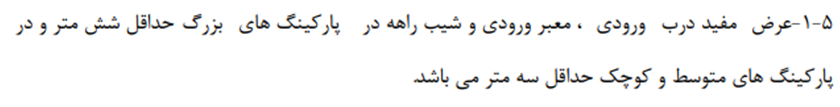 ۵-۱-عرض مفید درب ورودی ، معبر ورودی و شیب راهه در پارکینگ های بزرگ حداقل شش متر و در
پارکینگ های متوسط و کوچک حداقل سه متر می باشد.